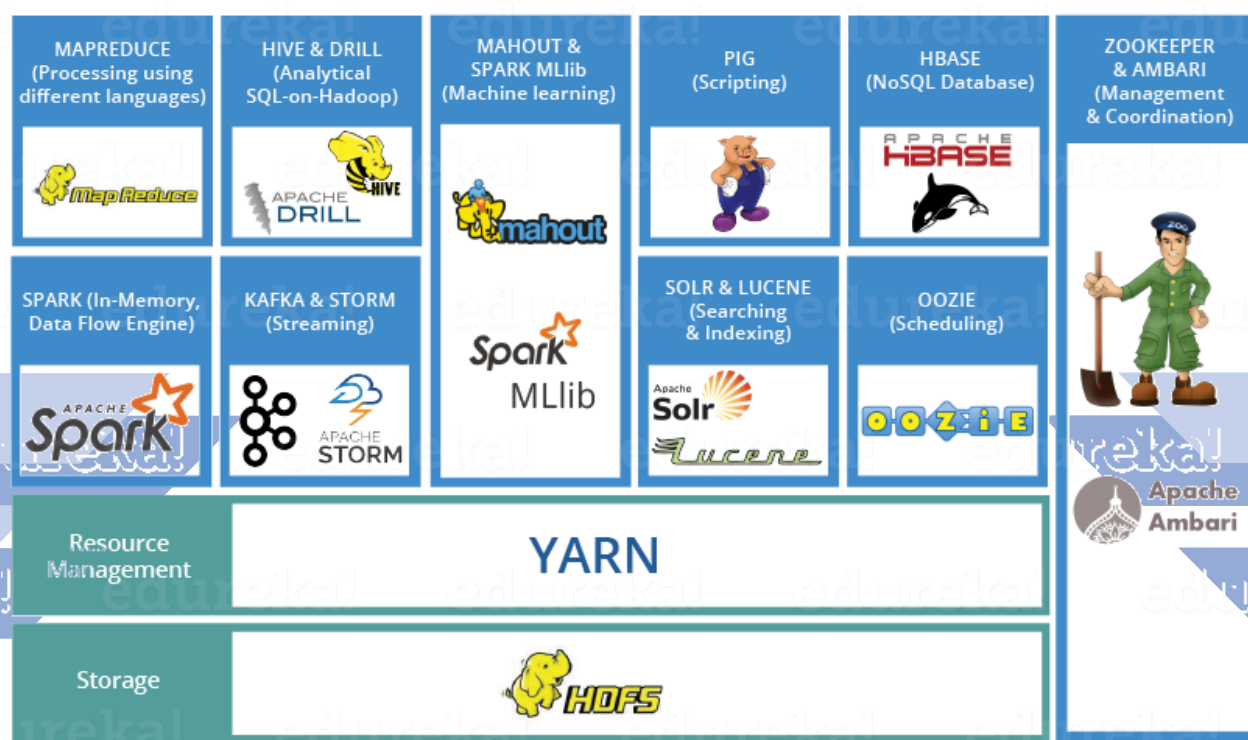 MAPREDUCE
(Processing using
different languages)
Map Reduce
HIVE & DRILL
(Analytical
SQL-on-Hadoop)
HIVE
APACHE
DRILL
MAHOUT &
SPARK MLlib
(Machine learning)
mahout
Spark
MLlib
PIG
(Scripting)
HBASE
(NoSQL Database)
APACHE
HBASE
ZOOKEEPER
& AMBARI
(Management
& Coordination)
ZOO
Apache
Ambari
SPARK (In-Memory,
Data Flow Engine)
APACHE
Spark
KAFKA & STORM
(Streaming)
APACHE
STORM
SOLR & LUCENE
(Searching
& Indexing)
Apache
Solr
Lucene
OOZIE
(Scheduling)
OOZiE
Resource
Management
YARN
Storage
HDFS
edureka!